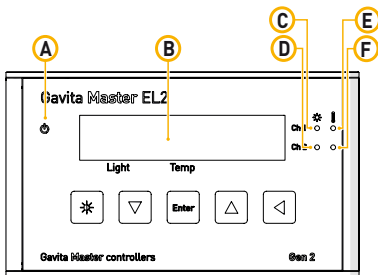 C E
A B D F
Gavita Master EL2
Ch1
Ch2
Light Temp
Enter
Gavita Master controllers Gen 2